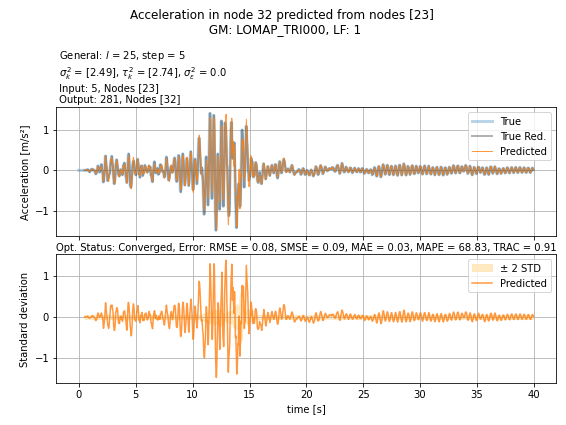 Acceleration in node 32 predicted from nodes [23]
GM: LOMAP_TRI000, LF: 1
General: l = 25, step = 5
σ²ₖ = [2.49], τ²ₖ = [2.74], σ²ε = 0.0
Input: 5, Nodes [23]
Output: 281, Nodes [32]
Acceleration [m/s²]
1
0
−1
True
True Red.
Predicted
Opt. Status: Converged, Error: RMSE = 0.08, SMSE = 0.09, MAE = 0.03, MAPE = 68.83, TRAC = 0.91
Standard deviation
1
0
−1
± 2 STD
Predicted
0 5 10 15 20 25 30 35 40
time [s]